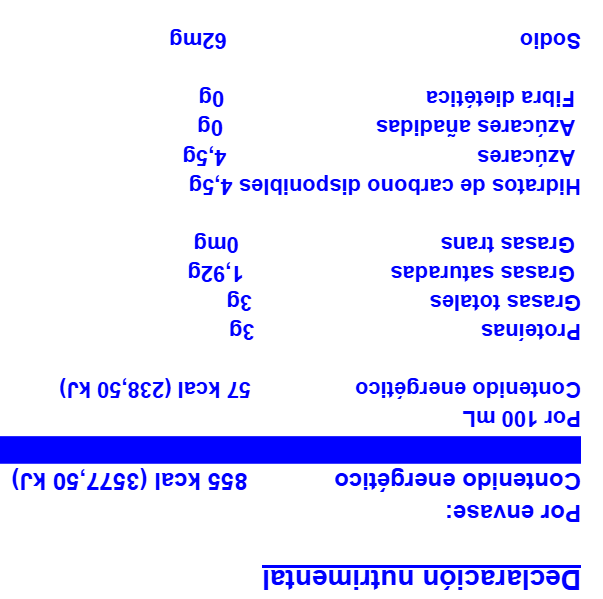 Declaración nutrimental
Por envase:
Contenido energético 855 kcal (3577,50 kJ)
Por 100 mL
Contenido energético 57 kcal (238,50 kJ)
Proteínas 3g
Grasas totales 3g
Grasas saturadas 1,92g
Grasas trans 0mg
Hidratos de carbono disponibles 4,5g
Azúcares 4,5g
Azúcares añadidas 0g
Fibra dietética 0g
Sodio 62mg